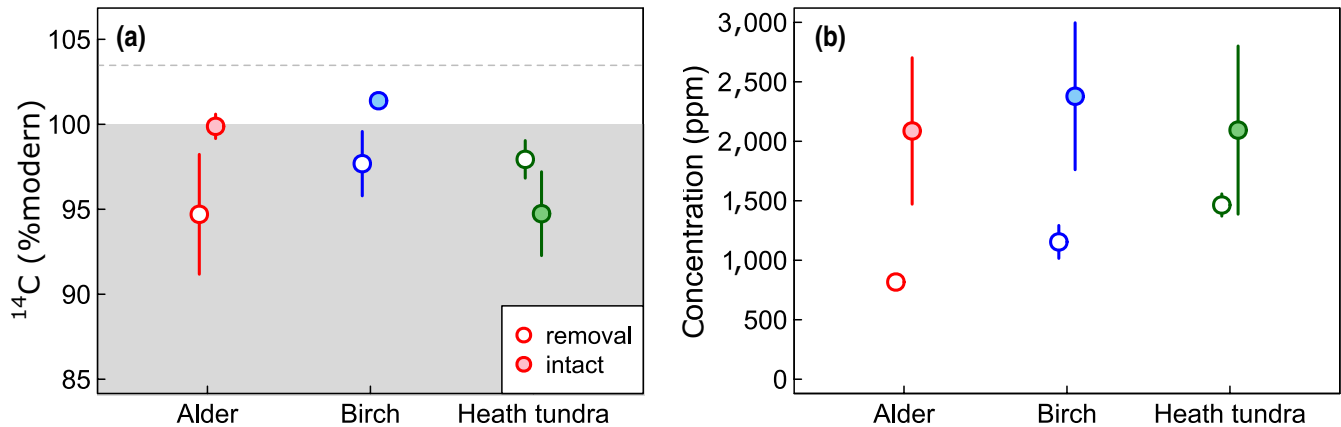 (a)
¹⁴C (%modern)
105
100
95
90
85
Alder
Birch
Heath tundra
removal
intact
(b)
Concentration (ppm)
3,000
2,500
2,000
1,500
1,000
500
0
Alder
Birch
Heath tundra